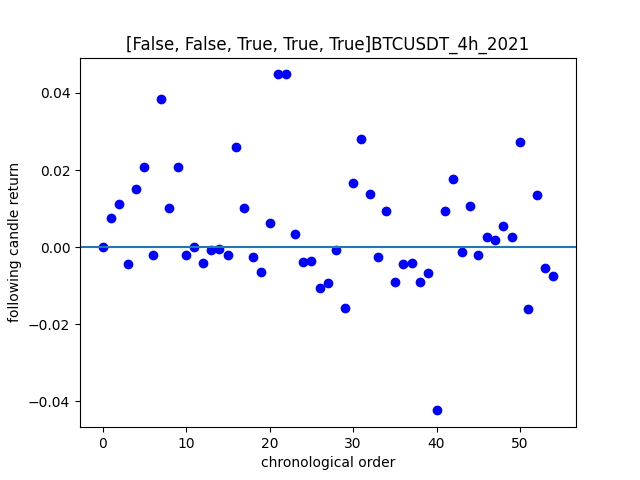 [False, False, True, True, True]BTCUSDT_4h_2021
0.04
0.02
0.00
−0.02
−0.04
following candle return
0 10 20 30 40 50
chronological order